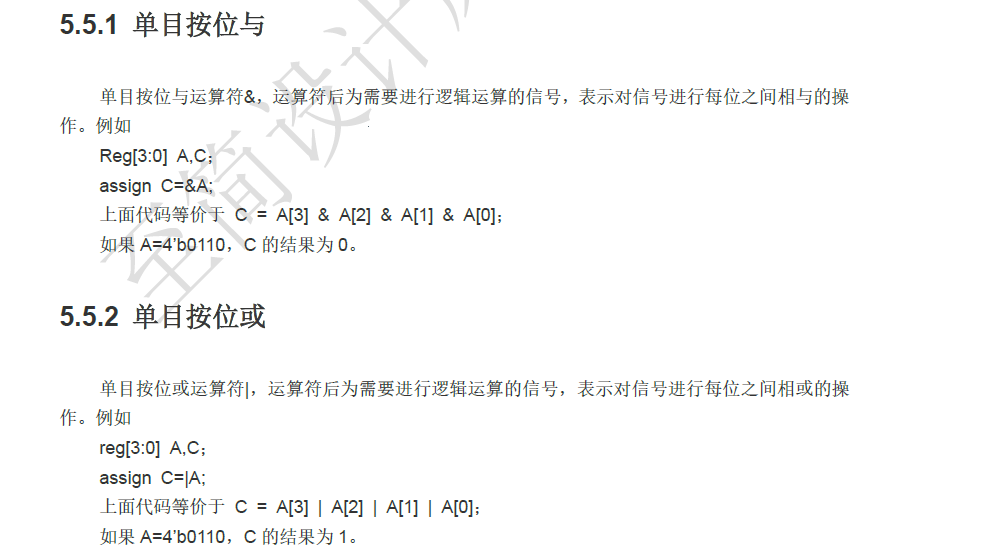 5.5.1 单目按位与
至简设计
单目按位与运算符&，运算符后为需要进行逻辑运算的信号，表示对信号进行每位之间相与的操
作。例如
Reg[3:0] A,C；
assign C=&A;
上面代码等价于 C = A[3] & A[2] & A[1] & A[0]；
如果 A=4’b0110，C 的结果为 0。
5.5.2 单目按位或
单目按位或运算符|，运算符后为需要进行逻辑运算的信号，表示对信号进行每位之间相或的操
作。例如
reg[3:0] A,C；
assign C=|A;
上面代码等价于 C = A[3] | A[2] | A[1] | A[0]；
如果 A=4’b0110，C 的结果为 1。